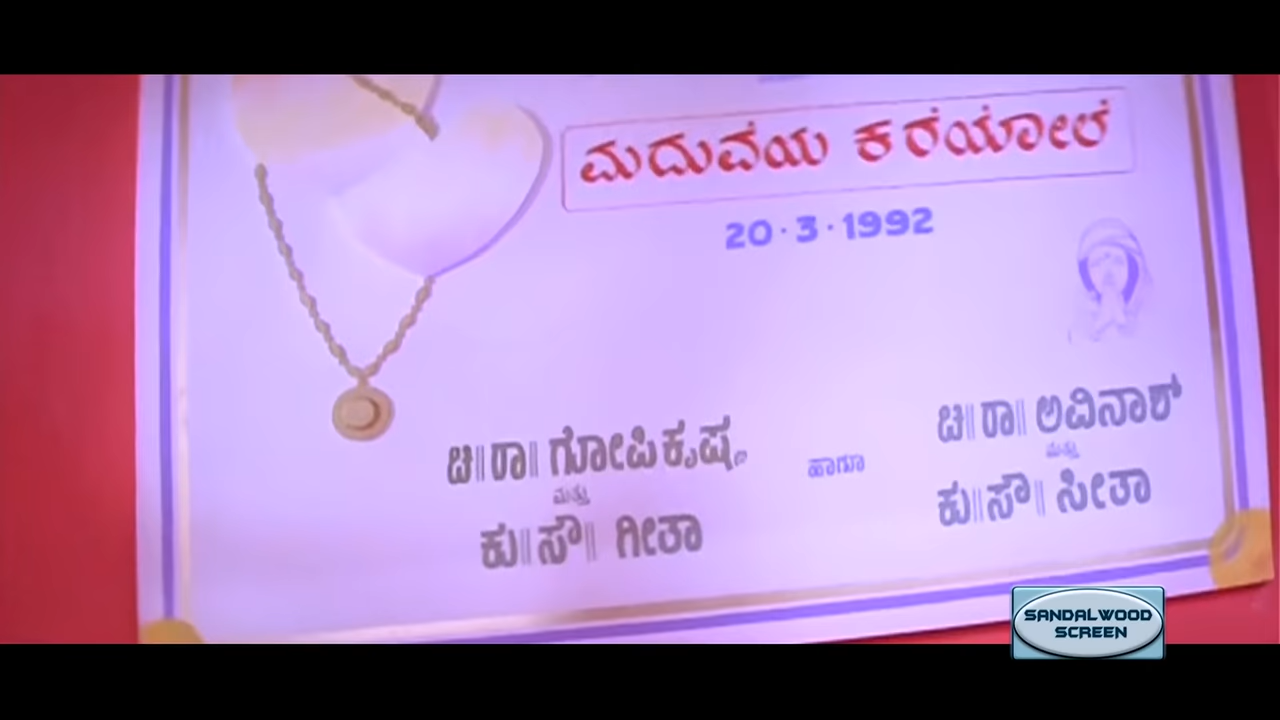 ಮದುವೆಯ ಕರೆಯೋಲೆ
20·3·1992
ಚ|| ರಾ|| ಗೋಪಿಕೃಷ್ಣ
ಮತ್ತು
ಕು|| ಸೌ|| ಗೀತಾ
ಹಾಗೂ
ಚ|| ರಾ|| ಅವಿನಾಶ್
ಮತ್ತು
ಕು|| ಸೌ|| ಸೀತಾ
SANDALWOOD
SCREEN